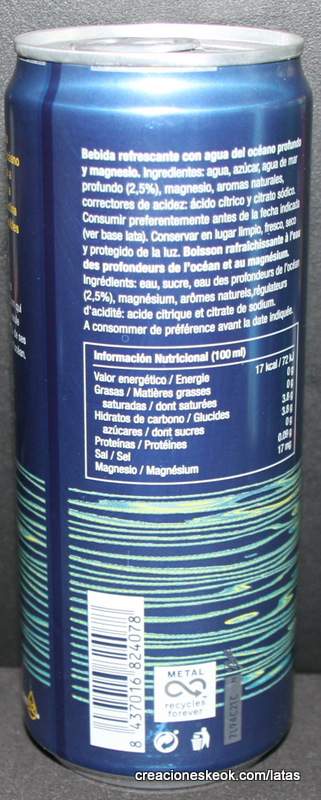 Bebida refrescante con agua del océano profundo
y magnesio. Ingredientes: agua, azúcar, agua de mar
profundo (2,5%), magnesio, aromas naturales,
correctores de acidez: ácido cítrico y citrato sódico.
Consumir preferentemente antes de la fecha indicada
(ver base lata). Conservar en lugar limpio, fresco, seco
y protegido de la luz. Boisson rafraîchissante à l'eau
des profondeurs de l'océan et au magnésium.
Ingrédients: eau, sucre, eau des profondeurs de l'océan
(2,5%), magnésium, arômes naturels, régulateurs
d'acidité: acide citrique et citrate de sodium.
A consommer de préférence avant la date indiquée.
Información Nutricional (100 ml)
Valor energético / Energie 17 kcal / 72 kJ
Grasas / Matières grasses 0g
saturadas / dont saturées 0g
Hidratos de carbono / Glucides 3,8 g
azúcares / dont sucres 3,8 g
Proteínas / Protéines 0g
Sal / Sel 0,09 g
Magnesio / Magnésium 17 mg
8 437016 824078
METAL
recycles
forever
creacioneskeok.com/latas